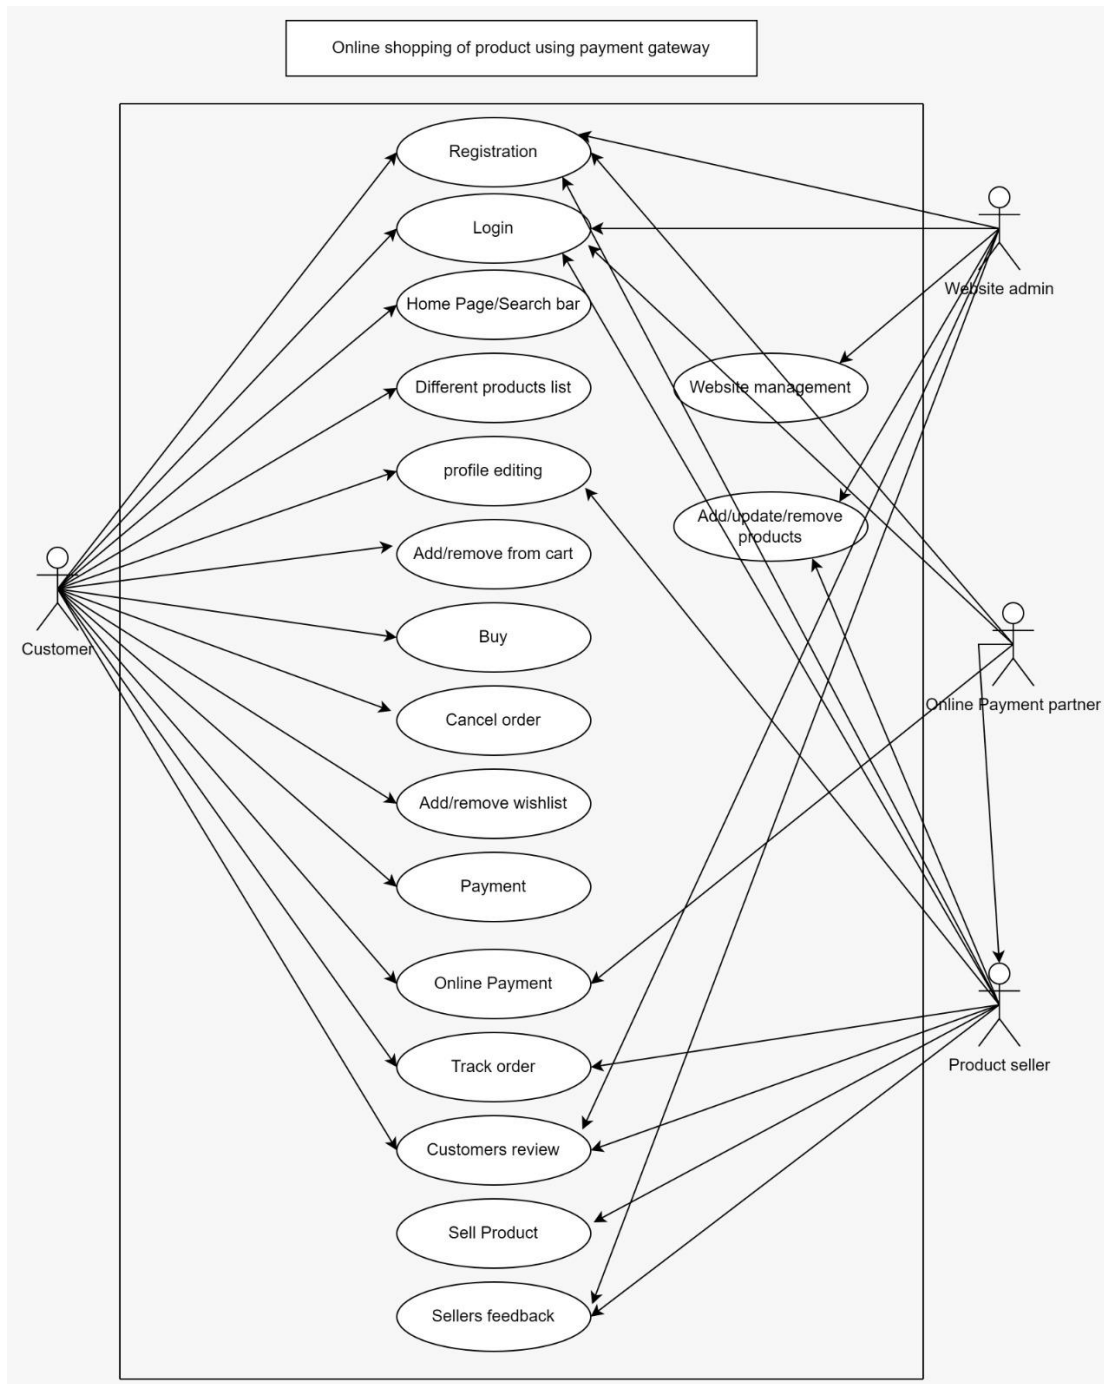 Online shopping of product using payment gateway
Registration
Login
Website admin
Home Page/Search bar
Different products list
Website management
profile editing
Add/update/remove
products
Add/remove from cart
Customer
Buy
Online Payment partner
Cancel order
Add/remove wishlist
Payment
Online Payment
Track order
Product seller
Customers review
Sell Product
Sellers feedback